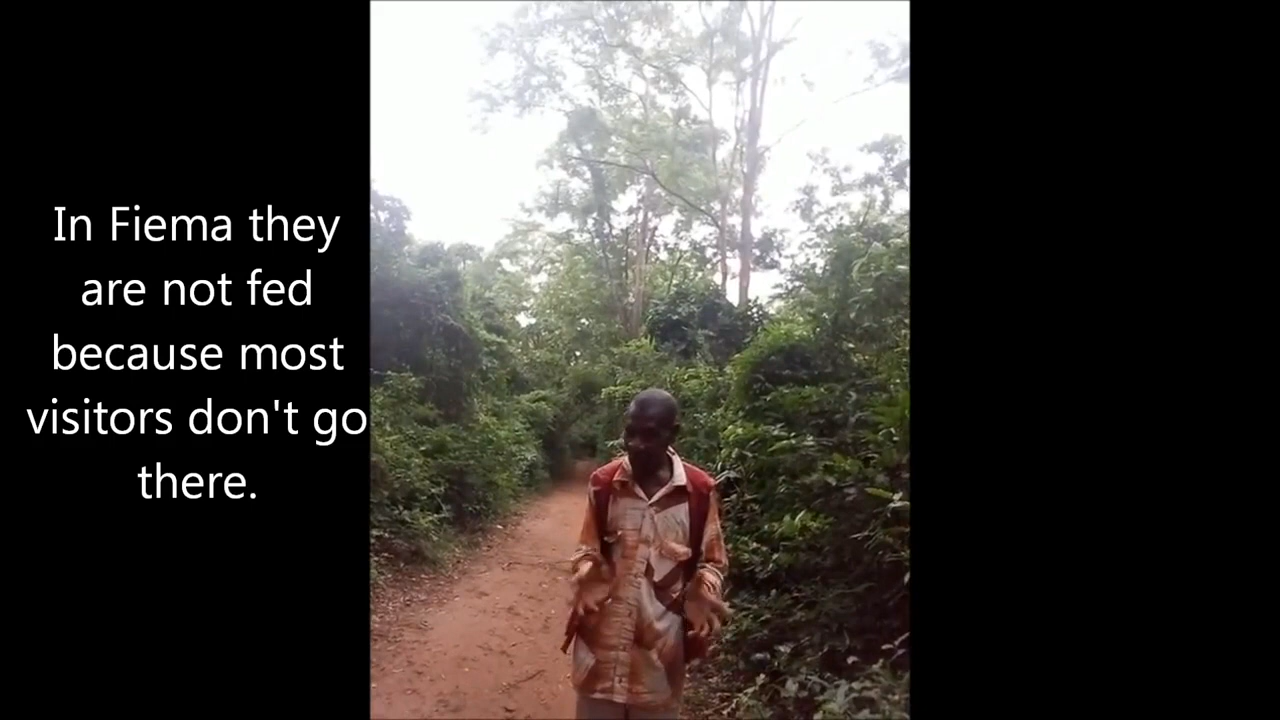 In Fiema they
are not fed
because most
visitors don't go
there.